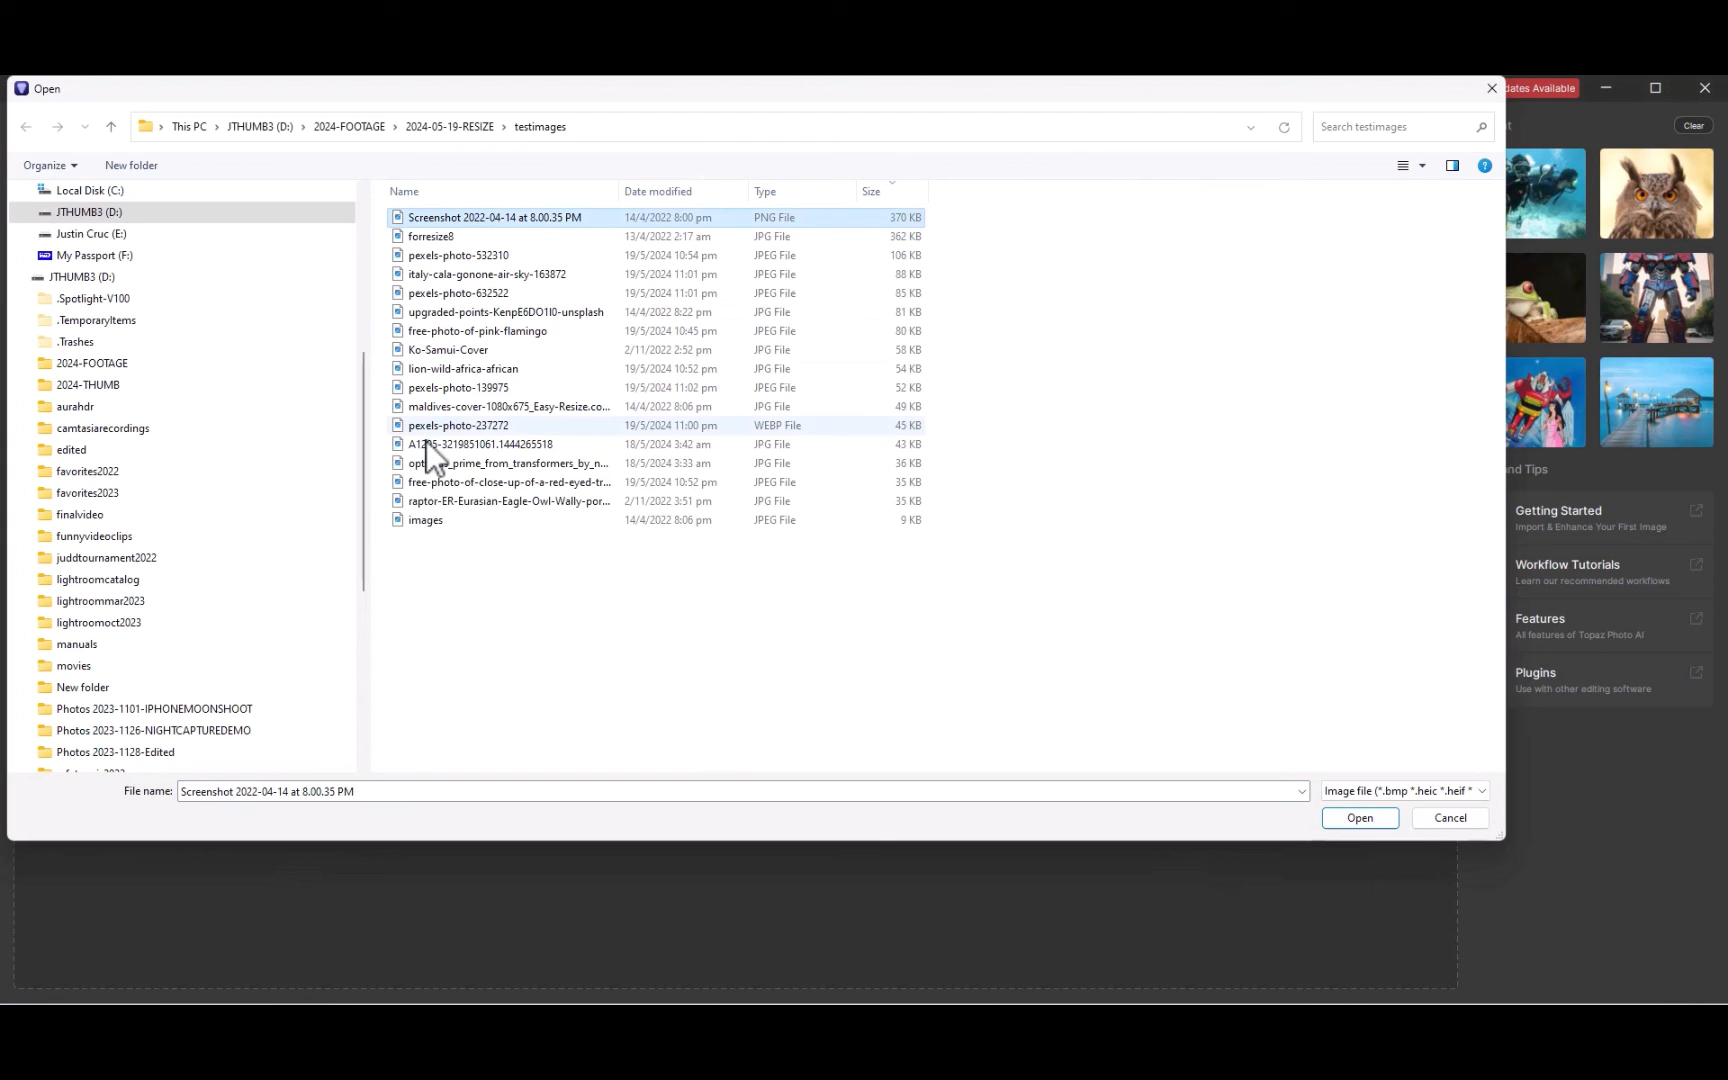 Open
dates Available
This PC > JTHUMB3 (D:) > 2024-FOOTAGE > 2024-05-19-RESIZE > testimages
Search testimages
Clear
Organize
New folder
Local Disk (C:)
JTHUMB3 (D:)
Justin Cruc (E:)
My Passport (F:)
JTHUMB3 (D:)
.Spotlight-V100
.TemporaryItems
.Trashes
2024-FOOTAGE
2024-THUMB
aurahdr
camtasiarecordings
edited
favorites2022
favorites2023
finalvideo
funnyvideoclips
juddtournament2022
lightroomcatalog
lightroommar2023
lightroomoct2023
manuals
movies
New folder
Photos 2023-1101-IPHONEMOONSHOOT
Photos 2023-1126-NIGHTCAPTUREDEMO
Photos 2023-1128-Edited
Name Date modified Type Size
Screenshot 2022-04-14 at 8.00.35 PM 14/4/2022 8:00 pm PNG File 370 KB
forresize8 13/4/2022 2:17 am JPG File 362 KB
pexels-photo-532310 19/5/2024 10:54 pm JPEG File 106 KB
italy-cala-gonone-air-sky-163872 19/5/2024 11:01 pm JPEG File 88 KB
pexels-photo-632522 19/5/2024 11:01 pm JPEG File 85 KB
upgraded-points-KenpE6DO1I0-unsplash 14/4/2022 8:22 pm JPG File 81 KB
free-photo-of-pink-flamingo 19/5/2024 10:45 pm JPEG File 80 KB
Ko-Samui-Cover 2/11/2022 2:52 pm JPG File 58 KB
lion-wild-africa-african 19/5/2024 10:52 pm JPG File 54 KB
pexels-photo-139975 19/5/2024 11:02 pm JPEG File 52 KB
maldives-cover-1080x675_Easy-Resize.co... 14/4/2022 8:06 pm JPG File 49 KB
pexels-photo-237272 19/5/2024 11:00 pm WEBP File 45 KB
18/5/2024 3:42 am JPG File 43 KB
prime_from_transformers_by_n... 18/5/2024 3:33 am JPG File 36 KB
free-photo-of-close-up-of-a-red-eyed-tr... 19/5/2024 10:52 pm JPEG File 35 KB
raptor-ER-Eurasian-Eagle-Owl-Wally-por... 2/11/2022 3:51 pm JPG File 35 KB
images 14/4/2022 8:06 pm JPEG File 9 KB
File name: Screenshot 2022-04-14 at 8.00.35 PM
Image file (*.bmp *.heic *.heif *
Open
Cancel
and Tips
Getting Started
Import & Enhance Your First Image
Workflow Tutorials
Learn our recommended workflows
Features
All features of Topaz Photo AI
Plugins
Use with other editing software